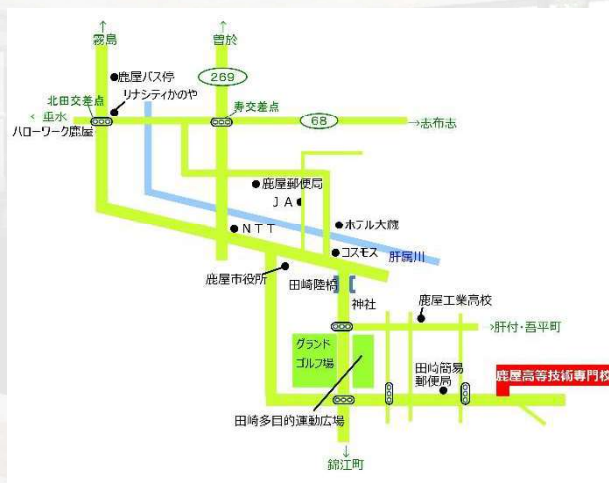 ↑
霧島
↑
曽於
●鹿屋バス停
269
北田交差点
リナシティかのや
寿交差点
< 垂水
68
→志布志
ハローワーク鹿屋
●鹿屋郵便局
JA●
●ホテル大蔵
●NTT
●コスモス
肝属川
鹿屋市役所
田崎陸橋
神社
鹿屋工業高校
→肝付・吾平町
グランド
ゴルフ場
田崎簡易
郵便局
鹿屋高等技術専門校
田崎多目的運動広場
↓
錦江町